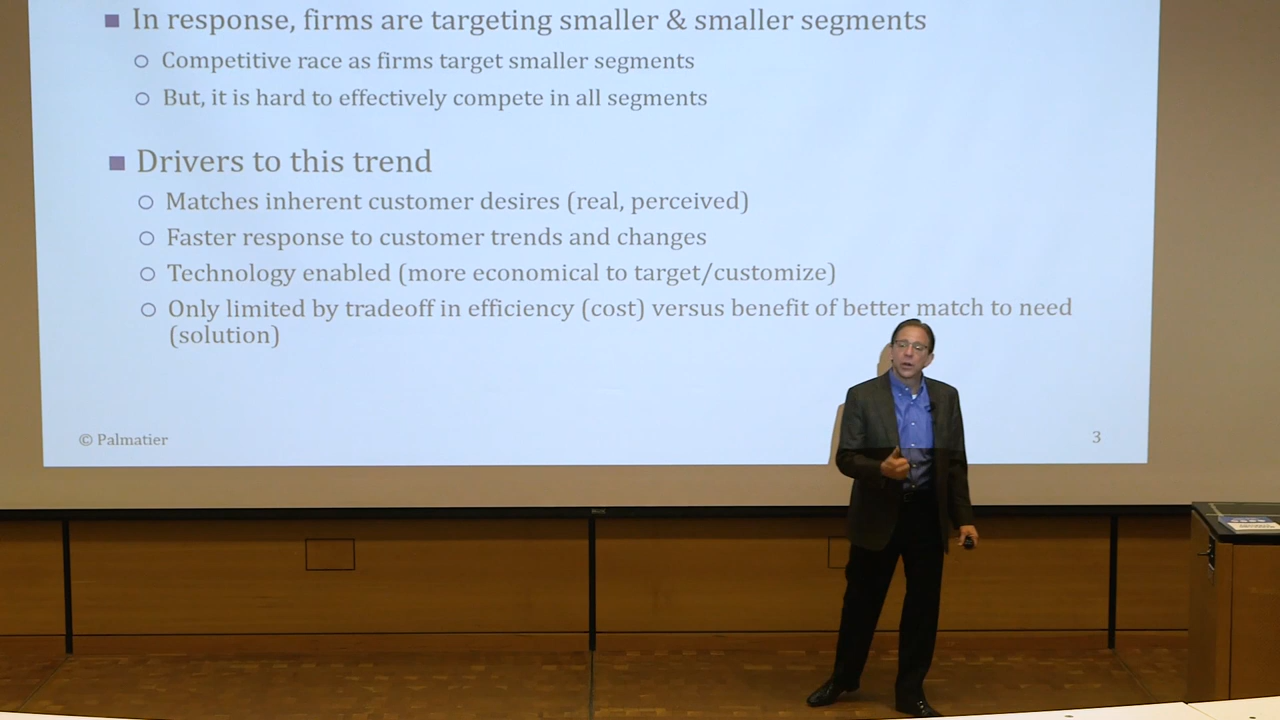 In response, firms are targeting smaller & smaller segments
Competitive race as firms target smaller segments
But, it is hard to effectively compete in all segments
Drivers to this trend
Matches inherent customer desires (real, perceived)
Faster response to customer trends and changes
Technology enabled (more economical to target/customize)
Only limited by tradeoff in efficiency (cost) versus benefit of better match to need
(solution)
© Palmatier
3